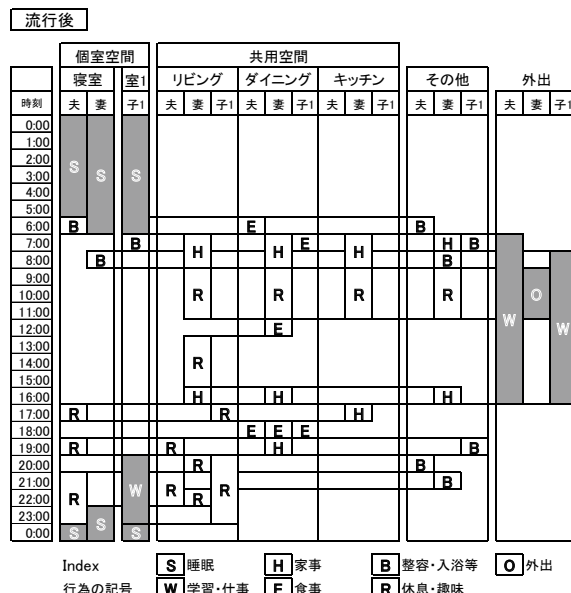 流行後
個室空間 共用空間
寝室 室1 リビング ダイニング キッチン その他 外出
時刻 夫 妻 子1 夫 妻 子1 夫 妻 子1 夫 妻 子1 夫 妻 子1 夫 妻 子1
0:00
1:00
2:00
3:00 S S S
4:00
5:00
6:00 B E B
7:00 B H H E H H B
8:00 B B
9:00
10:00 R R R R O
11:00 W W
12:00 E
13:00
14:00 R
15:00
16:00 H H H
17:00 R R H
18:00 E E E
19:00 R R H B
20:00 R B
21:00 W R R B
22:00 R R
23:00 S
0:00 S S
Index S 睡眠 H 家事 B 整容・入浴等 O 外出
行為の記号 W 学習・仕事 E 食事 R 休息・趣味